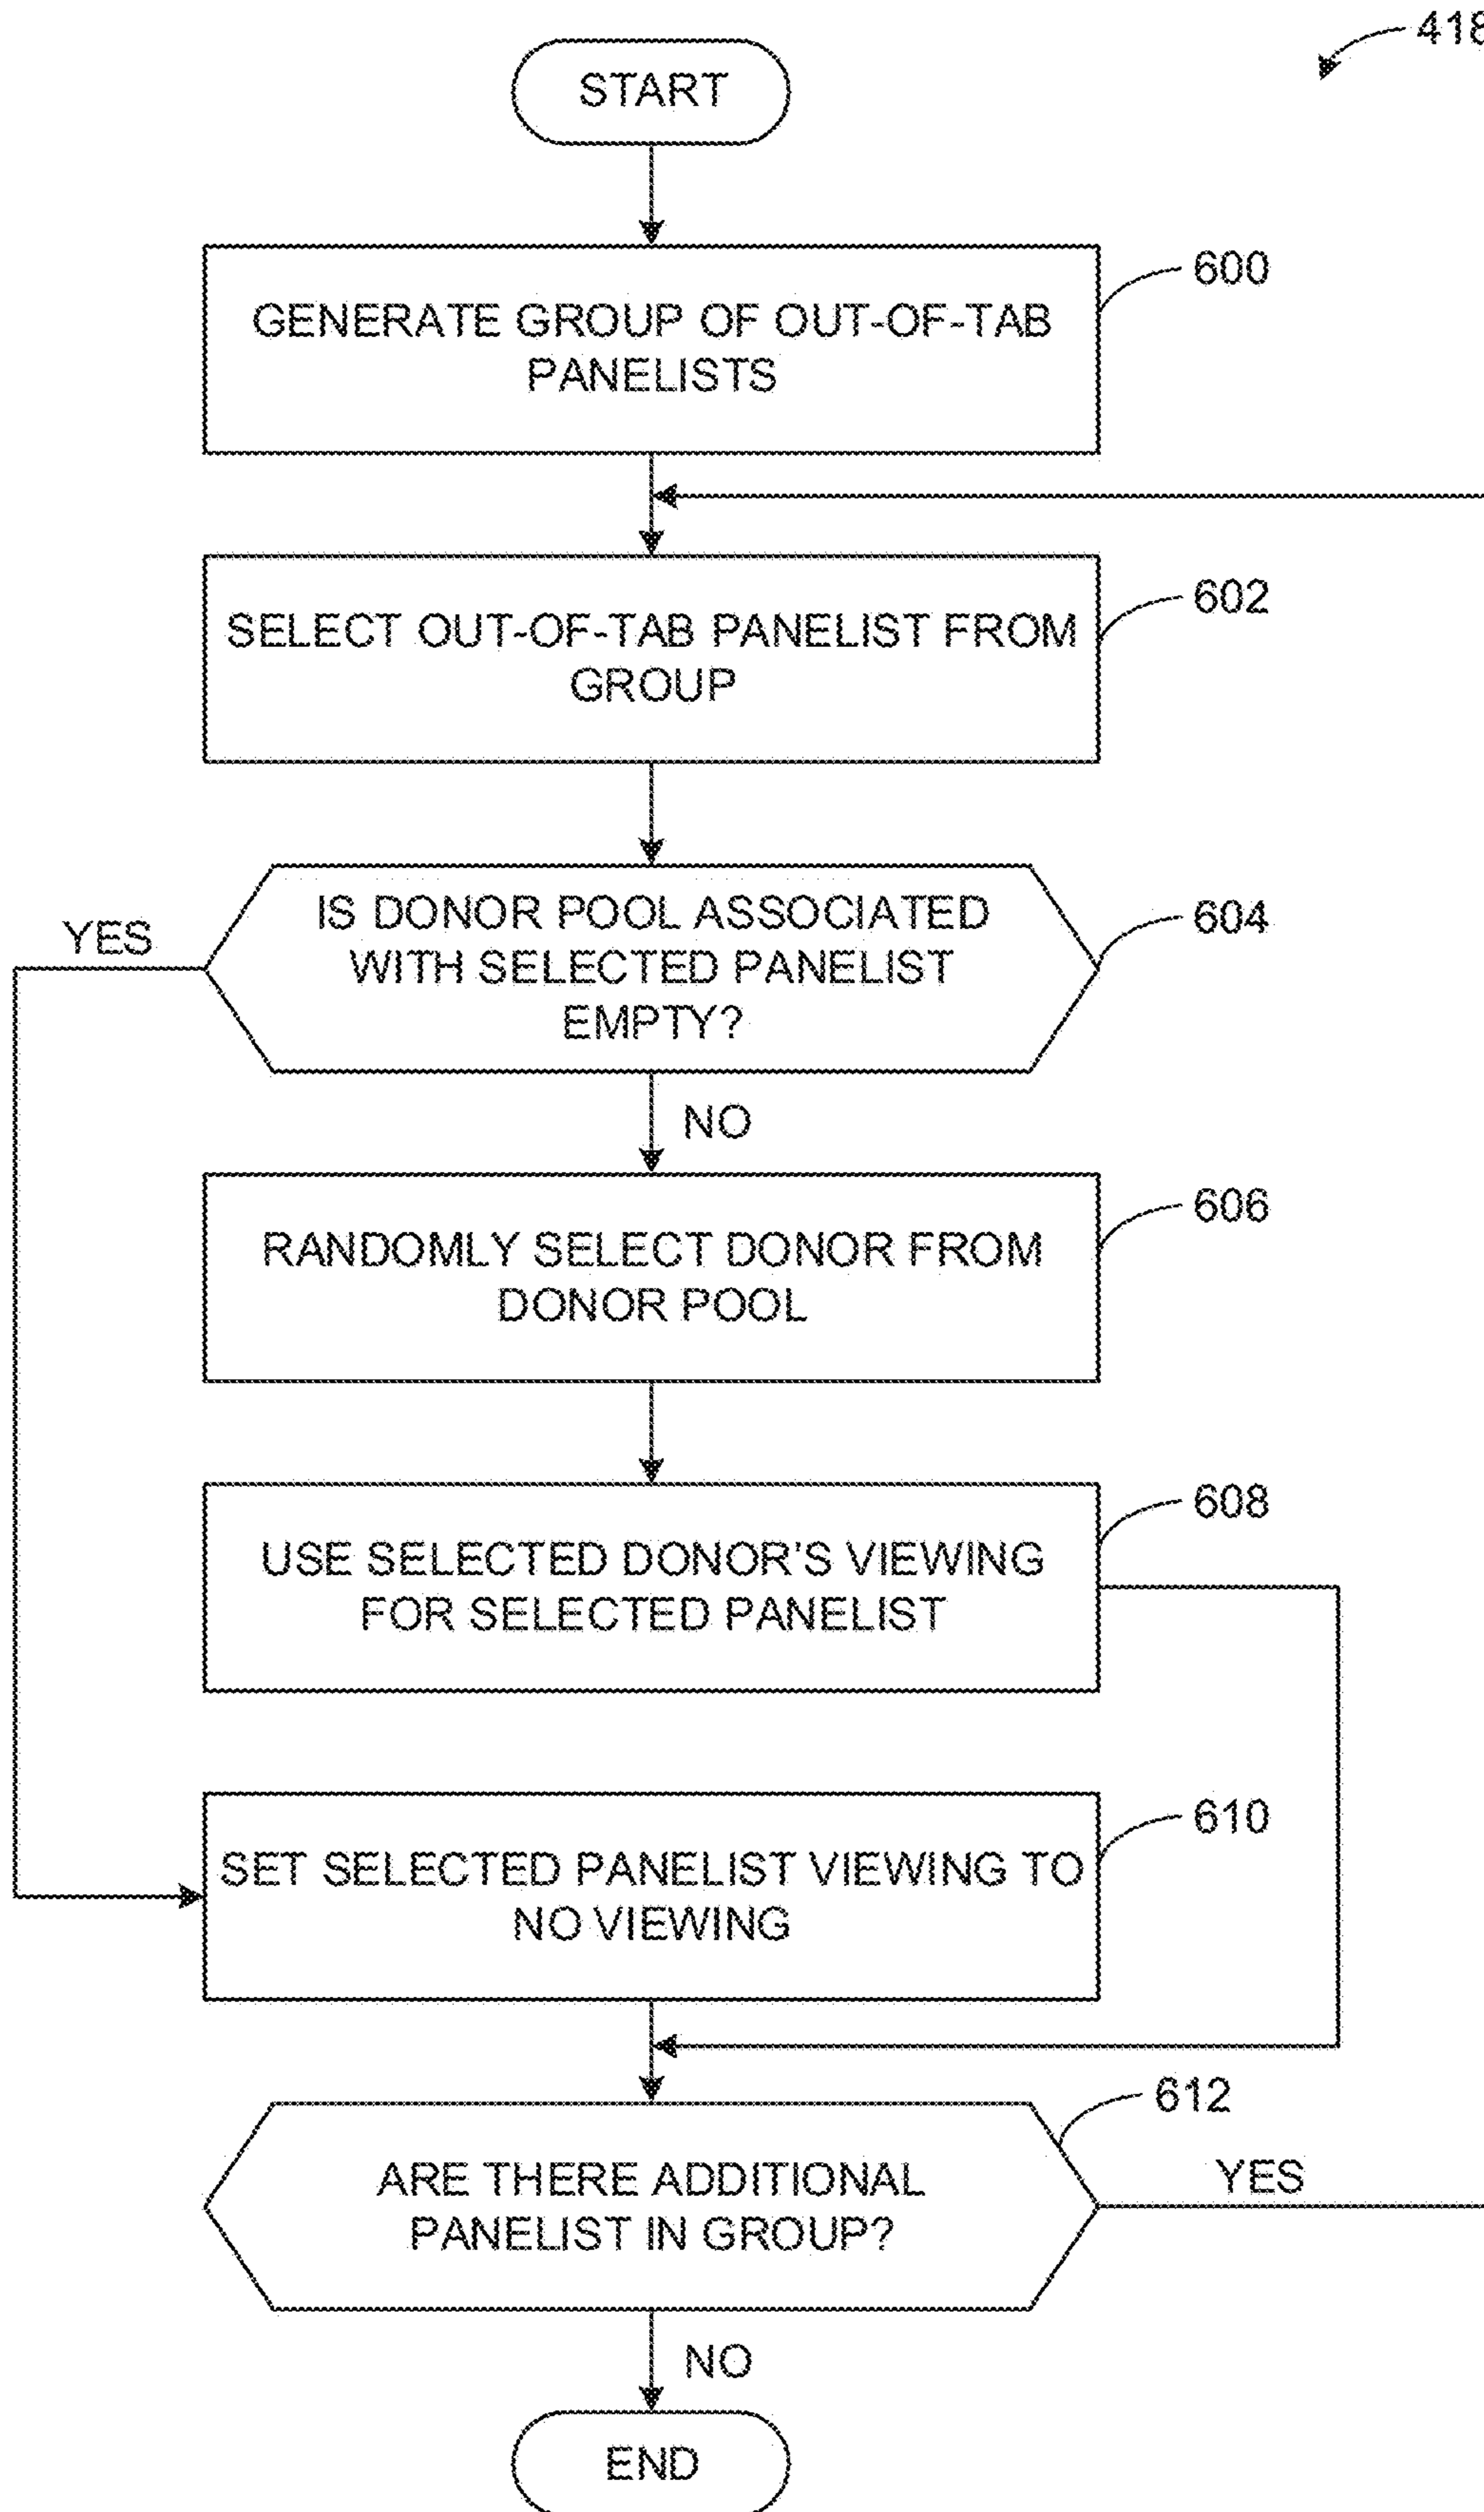 418
START
600
GENERATE GROUP OF OUT-OF-TAB
PANELISTS
602
SELECT OUT-OF-TAB PANELIST FROM
GROUP
604
IS DONOR POOL ASSOCIATED
WITH SELECTED PANELIST
EMPTY?
YES
NO
606
RANDOMLY SELECT DONOR FROM
DONOR POOL
608
USE SELECTED DONOR'S VIEWING
FOR SELECTED PANELIST
610
SET SELECTED PANELIST VIEWING TO
NO VIEWING
612
ARE THERE ADDITIONAL
PANELIST IN GROUP?
YES
NO
END